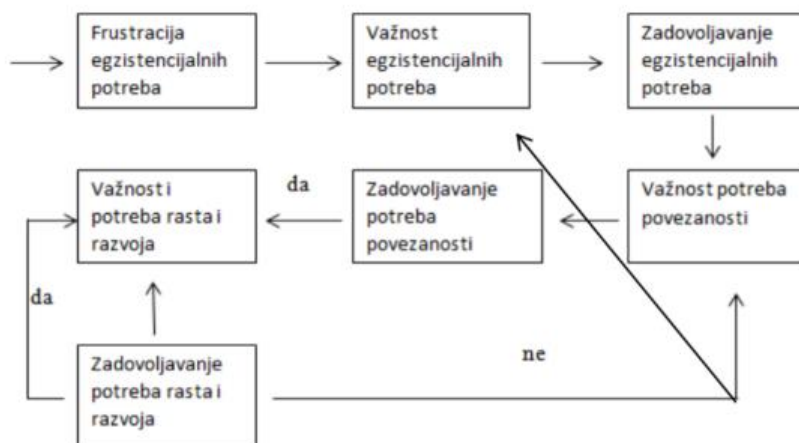 Frustracija
egzistencijalnih
potreba
Važnost
egzistencijalnih
potreba
Zadovoljavanje
egzistencijalnih
potreba
Važnost i
potreba rasta i
razvoja
da
Zadovoljavanje
potreba
povezanosti
Važnost potreba
povezanosti
da
Zadovoljavanje
potreba rasta i
razvoja
ne